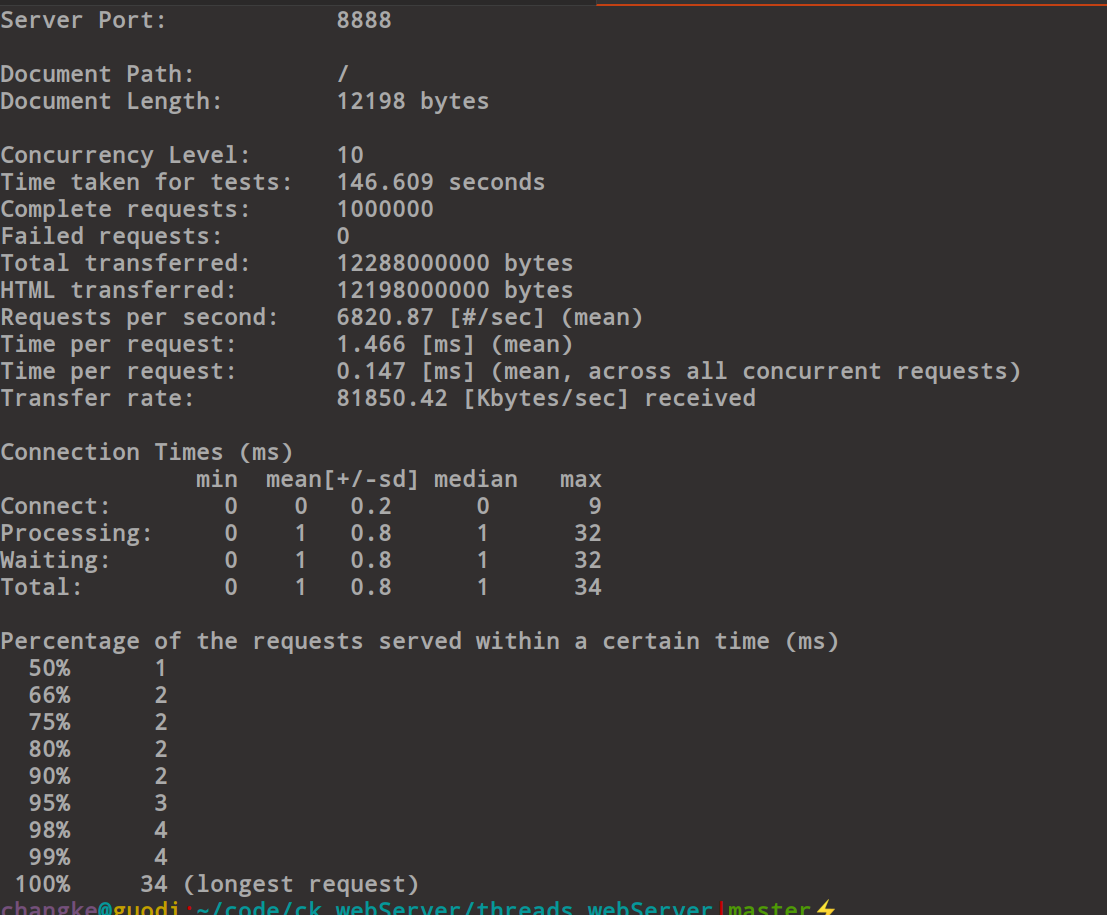 Server Port:            8888
Document Path:          /
Document Length:        12198 bytes
Concurrency Level:      10
Time taken for tests:   146.609 seconds
Complete requests:      1000000
Failed requests:        0
Total transferred:      12288000000 bytes
HTML transferred:       12198000000 bytes
Requests per second:    6820.87 [#/sec] (mean)
Time per request:       1.466 [ms] (mean)
Time per request:       0.147 [ms] (mean, across all concurrent requests)
Transfer rate:          81850.42 [Kbytes/sec] received
Connection Times (ms)
              min  mean[+/-sd] median   max
Connect:        0    0   0.2      0       9
Processing:     0    1   0.8      1      32
Waiting:        0    1   0.8      1      32
Total:          0    1   0.8      1      34
Percentage of the requests served within a certain time (ms)
  50%      1
  66%      2
  75%      2
  80%      2
  90%      2
  95%      3
  98%      4
  99%      4
 100%     34 (longest request)
changke@guodi:~/code/ck_webServer/threads_webServer|master⚡